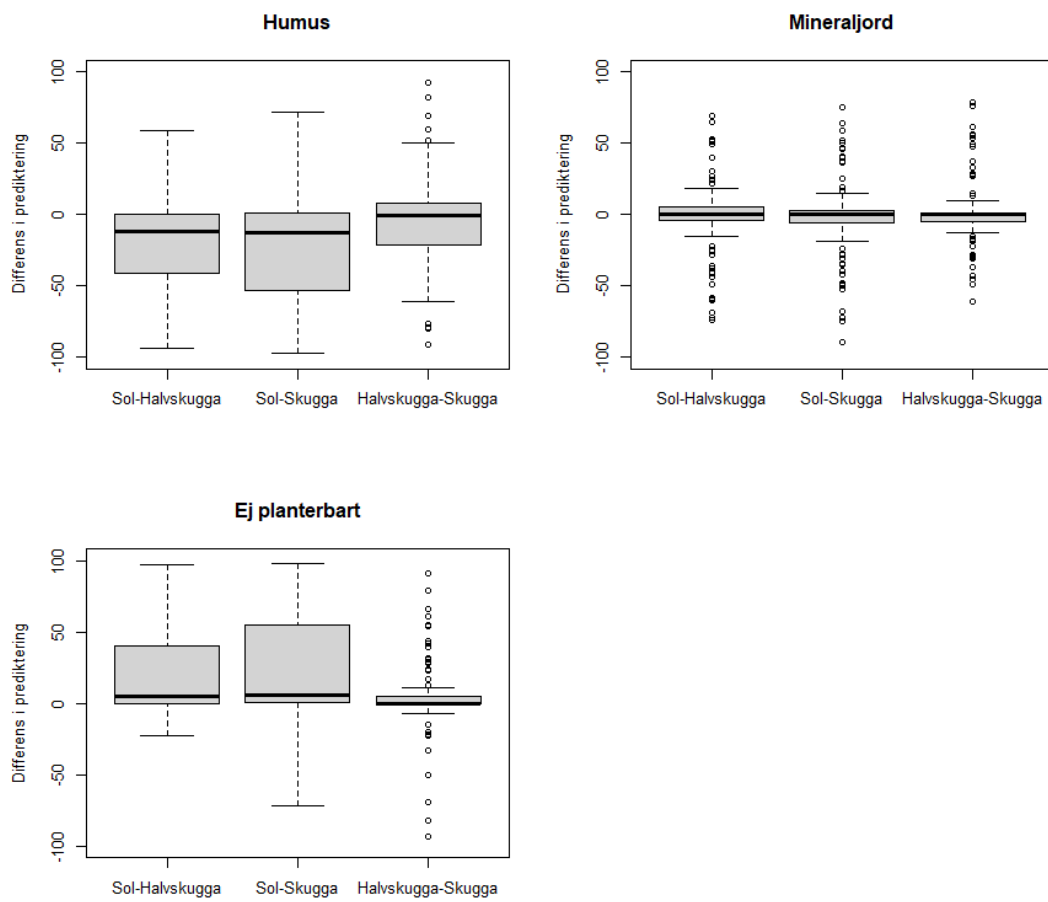 Humus
Differens i prediktering
100
50
0
-50
-100
Sol-Halvskugga Sol-Skugga Halvskugga-Skugga
Mineraljord
Differens i prediktering
100
50
0
-50
-100
Sol-Halvskugga Sol-Skugga Halvskugga-Skugga
Ej planterbart
Differens i prediktering
100
50
0
-50
-100
Sol-Halvskugga Sol-Skugga Halvskugga-Skugga